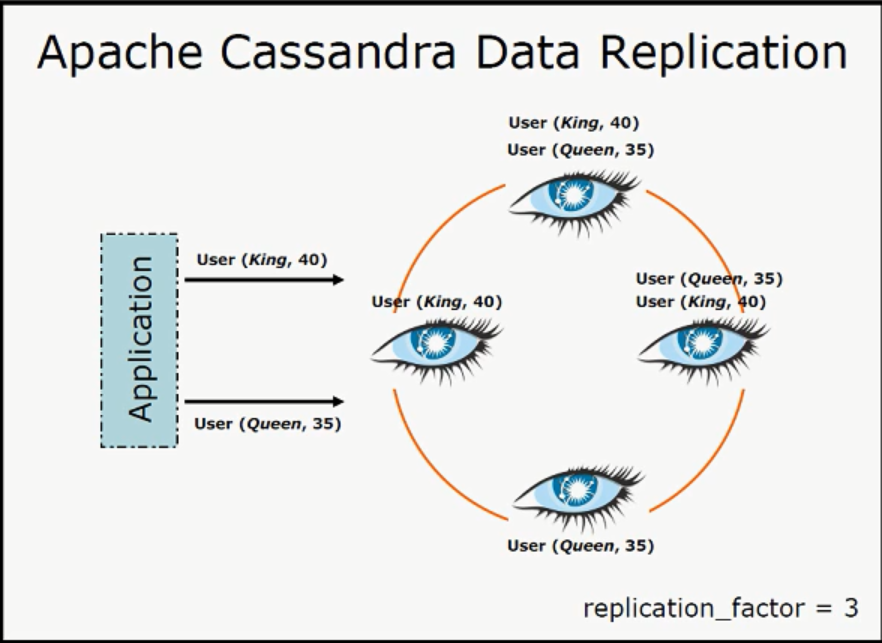 Apache Cassandra Data Replication
User (King, 40)
User (Queen, 35)
Application
User (King, 40)
User (Queen, 35)
User (King, 40)
User (Queen, 35)
User (King, 40)
User (Queen, 35)
replication_factor = 3